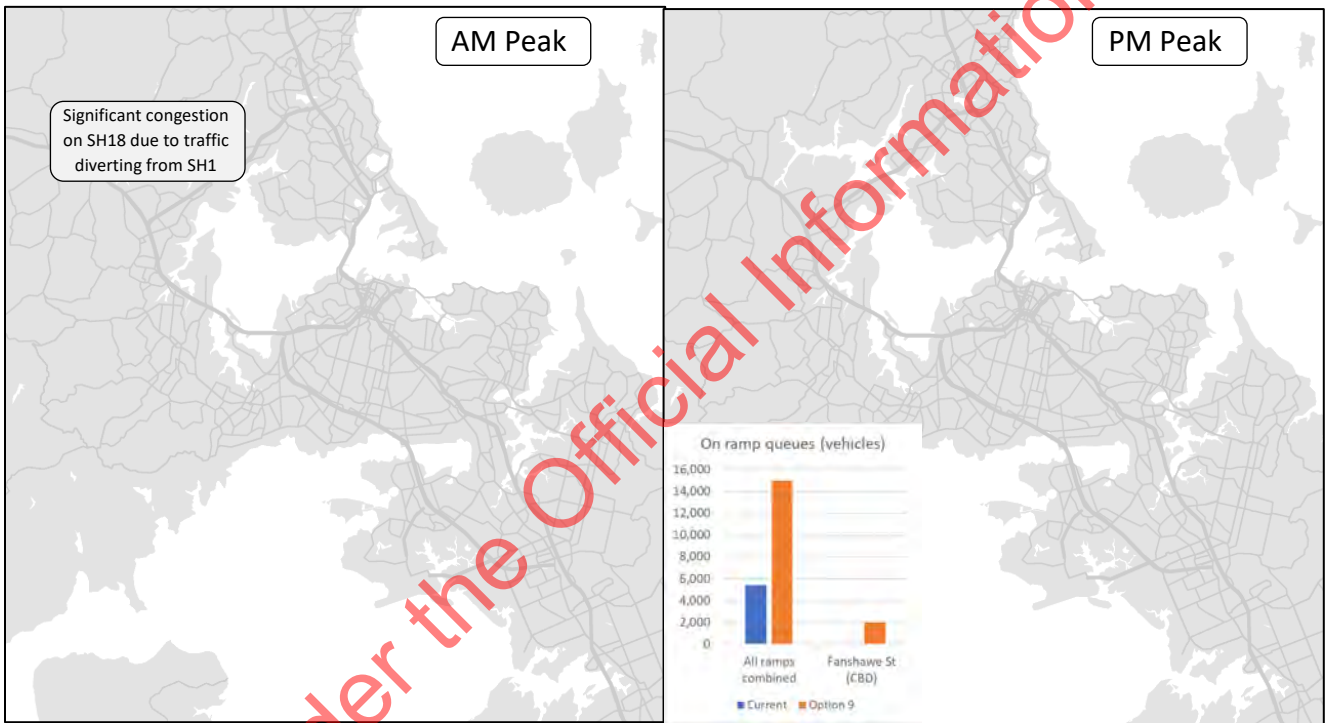 AM Peak
Significant congestion
on SH18 due to traffic
diverting from SH1
PM Peak
On ramp queues (vehicles)
16,000
14,000
12,000
10,000
8,000
6,000
4,000
2,000
0
All ramps
combined
Fanshawe St
(CBD)
Current
Option 9
der the Official Information